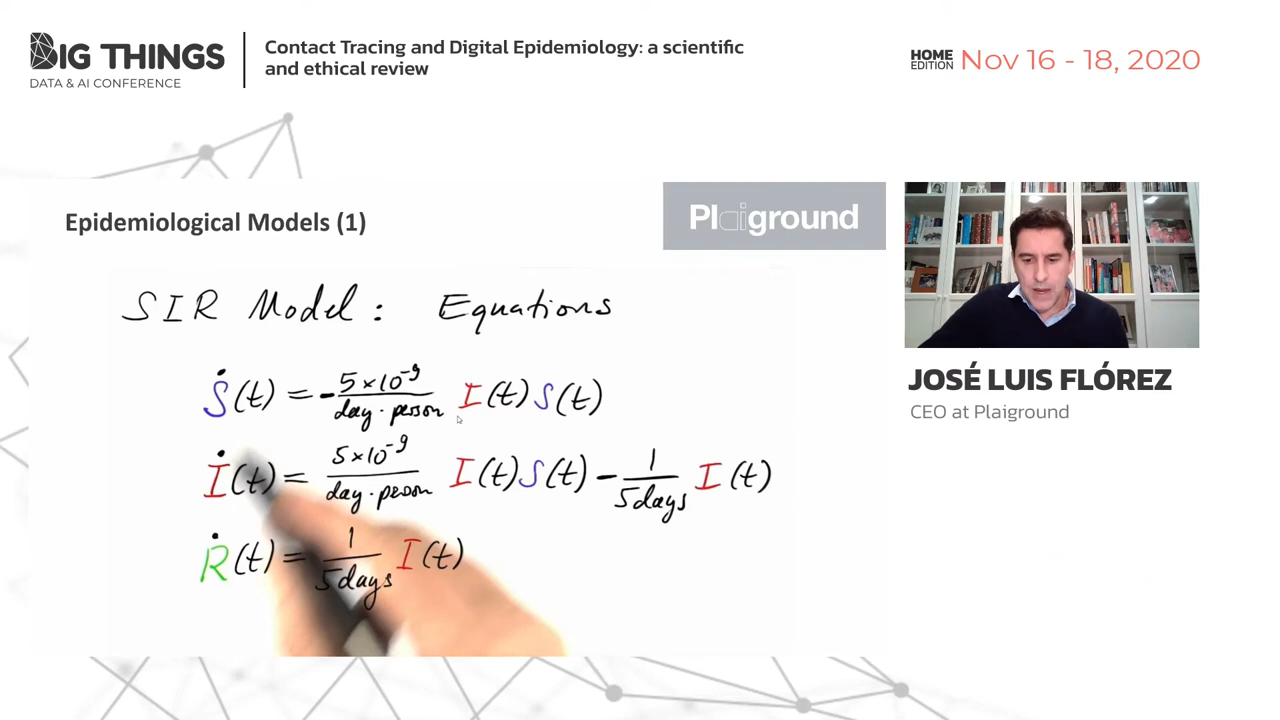 BIG THINGS
DATA & AI CONFERENCE
Contact Tracing and Digital Epidemiology: a scientific
and ethical review
HOME
EDITION
Nov 16 - 18, 2020
Epidemiological Models (1)
Plaiground
SIR Model: Equations
Ṡ(t) = - 5×10⁻⁹ / day · person I(t) S(t)
İ(t) = 5×10⁻⁹ / day · person I(t) S(t) - 1 / 5days I(t)
Ṙ(t) = 1 / 5days I(t)
JOSÉ LUIS FLÓREZ
CEO at Plaiground